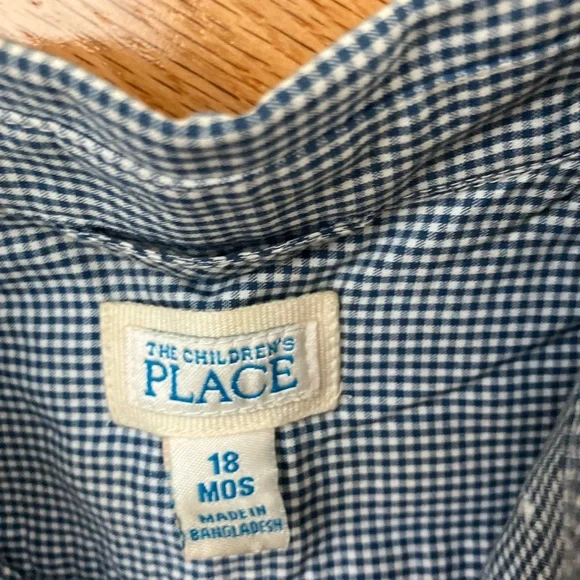 THE CHILDREN'S
PLACE
18
MOS
MADE IN
BANGLADESH